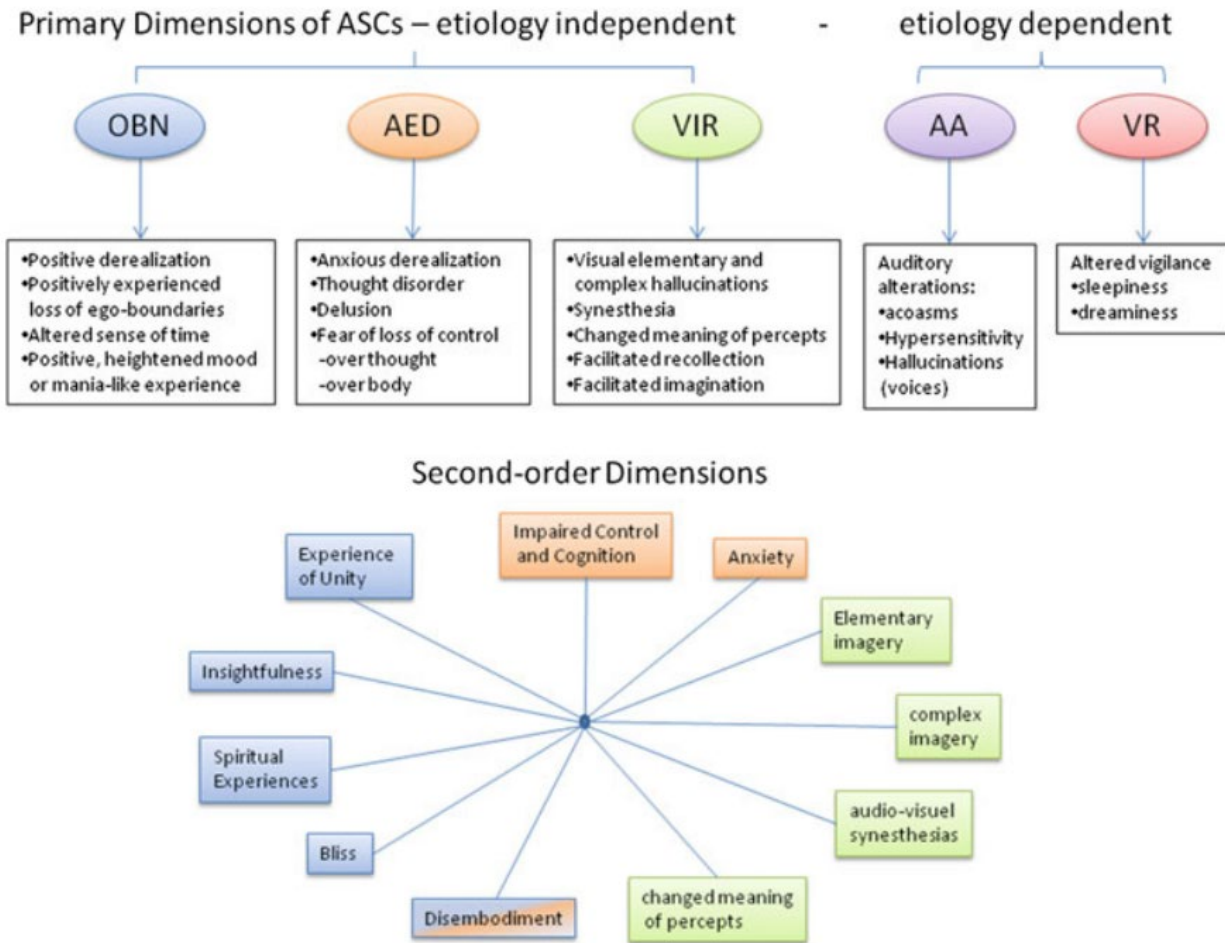 Primary Dimensions of ASCs – etiology independent - etiology dependent
OBN
AED
VIR
AA
VR
•Positive derealization
•Positively experienced
loss of ego-boundaries
•Altered sense of time
•Positive, heightened mood
or mania-like experience
•Anxious derealization
•Thought disorder
•Delusion
•Fear of loss of control
-over thought
-over body
•Visual elementary and
complex hallucinations
•Synesthesia
•Changed meaning of percepts
•Facilitated recollection
•Facilitated imagination
Auditory
alterations:
•acoasms
•Hypersensitivity
•Hallucinations
(voices)
Altered vigilance
•sleepiness
•dreaminess
Second-order Dimensions
Impaired Control
and Cognition
Anxiety
Experience
of Unity
Elementary
imagery
Insightfulness
complex
imagery
Spiritual
Experiences
audio-visuel
synesthesias
Bliss
changed meaning
of percepts
Disembodiment